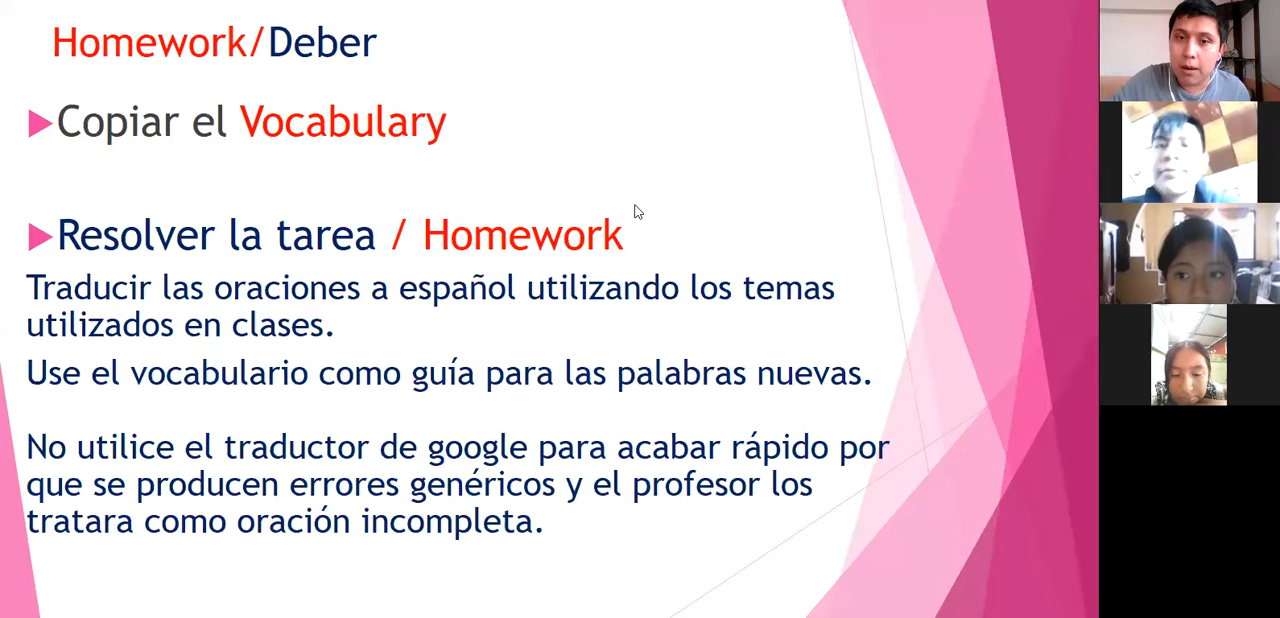 Homework/Deber
Copiar el Vocabulary
Resolver la tarea / Homework
Traducir las oraciones a español utilizando los temas
utilizados en clases.
Use el vocabulario como guía para las palabras nuevas.
No utilice el traductor de google para acabar rápido por
que se producen errores genéricos y el profesor los
tratara como oración incompleta.